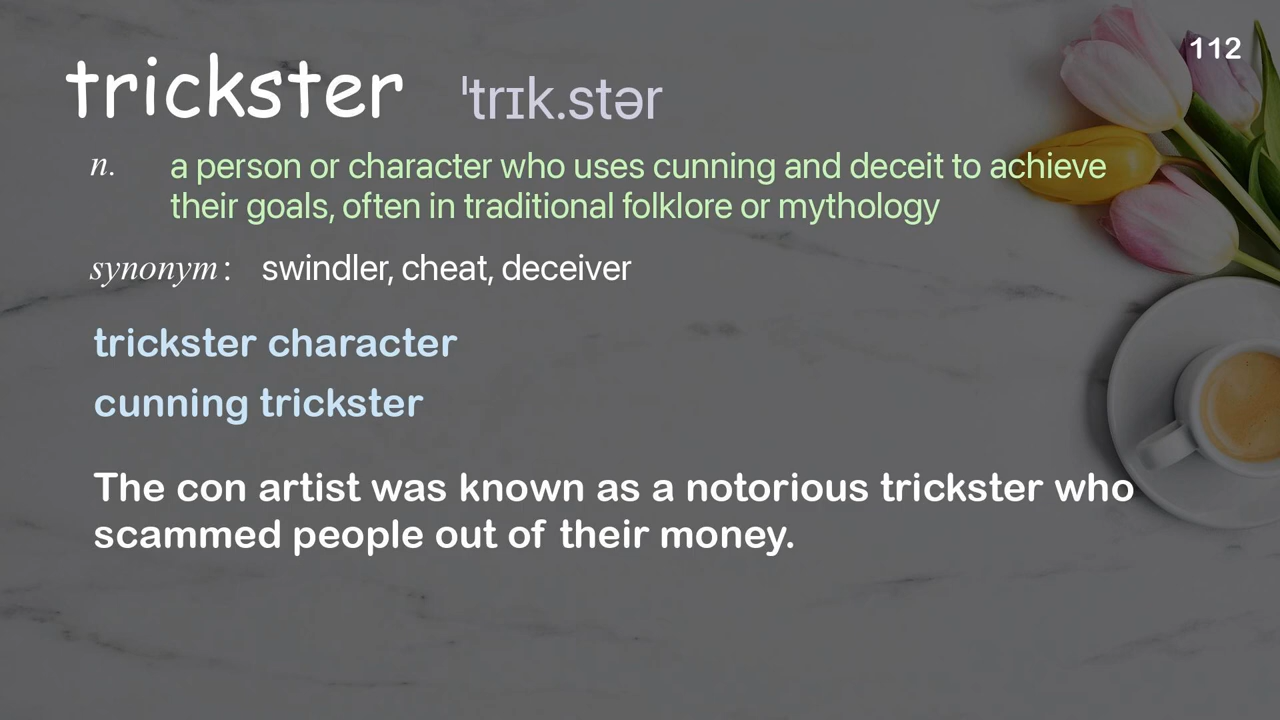 112
trickster ˈtrɪk.stər
n. a person or character who uses cunning and deceit to achieve
their goals, often in traditional folklore or mythology
synonym : swindler, cheat, deceiver
trickster character
cunning trickster
The con artist was known as a notorious trickster who
scammed people out of their money.